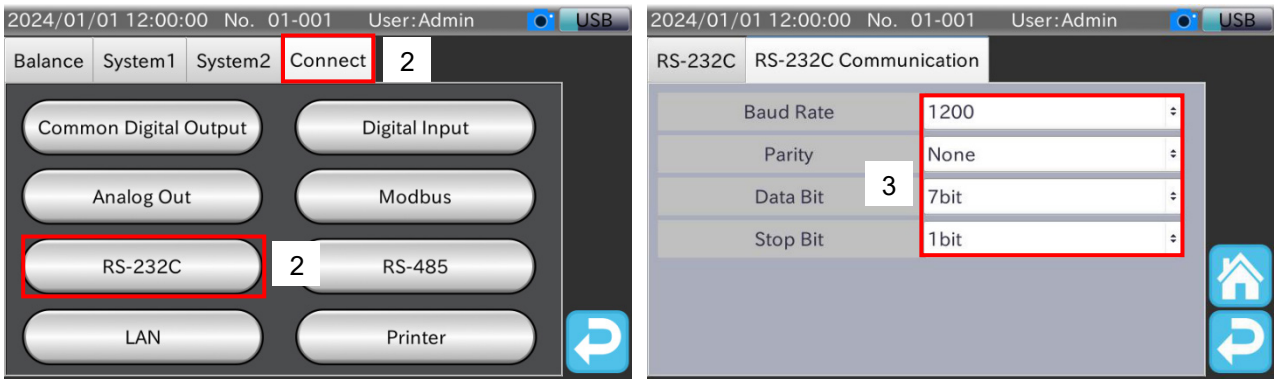 2024/01/01 12:00:00 No. 01-001 User:Admin USB
Balance System1 System2 Connect 2
Common Digital Output Digital Input
Analog Out Modbus
RS-232C 2 RS-485
LAN Printer
2024/01/01 12:00:00 No. 01-001 User:Admin USB
RS-232C RS-232C Communication
Baud Rate 1200
Parity None
3
Data Bit 7bit
Stop Bit 1bit